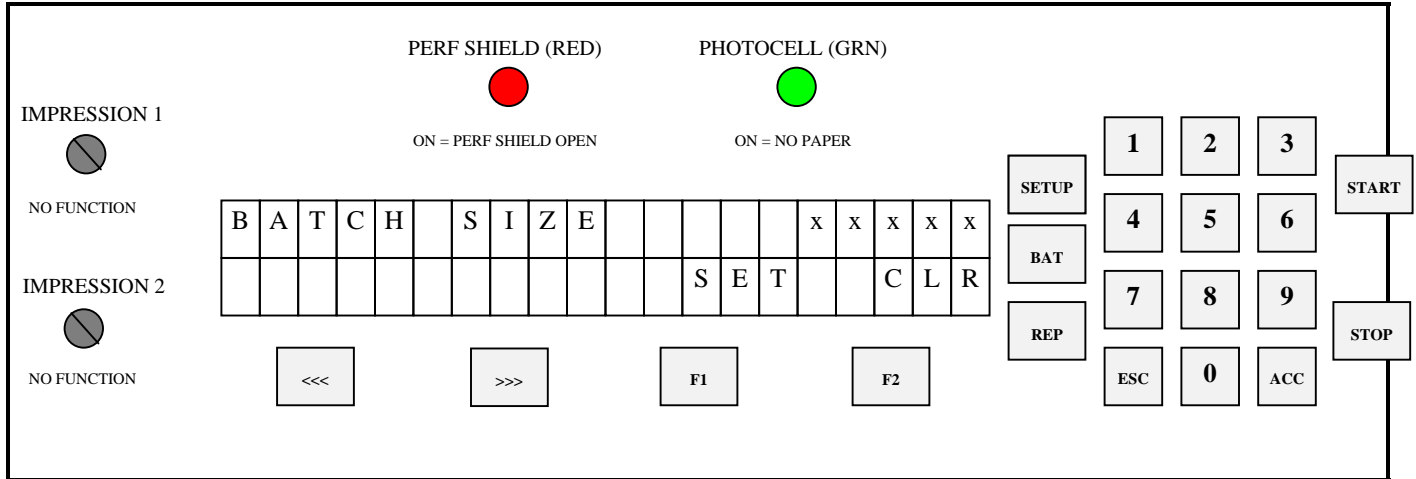 PERF SHIELD (RED)
PHOTOCELL (GRN)
IMPRESSION 1
ON = PERF SHIELD OPEN
ON = NO PAPER
NO FUNCTION
IMPRESSION 2
NO FUNCTION
BATCH SIZE xxxxx
SET CLR
<<<
>>>
F1
F2
SETUP
BAT
REP
1 2 3
4 5 6
7 8 9
ESC 0 ACC
START
STOP